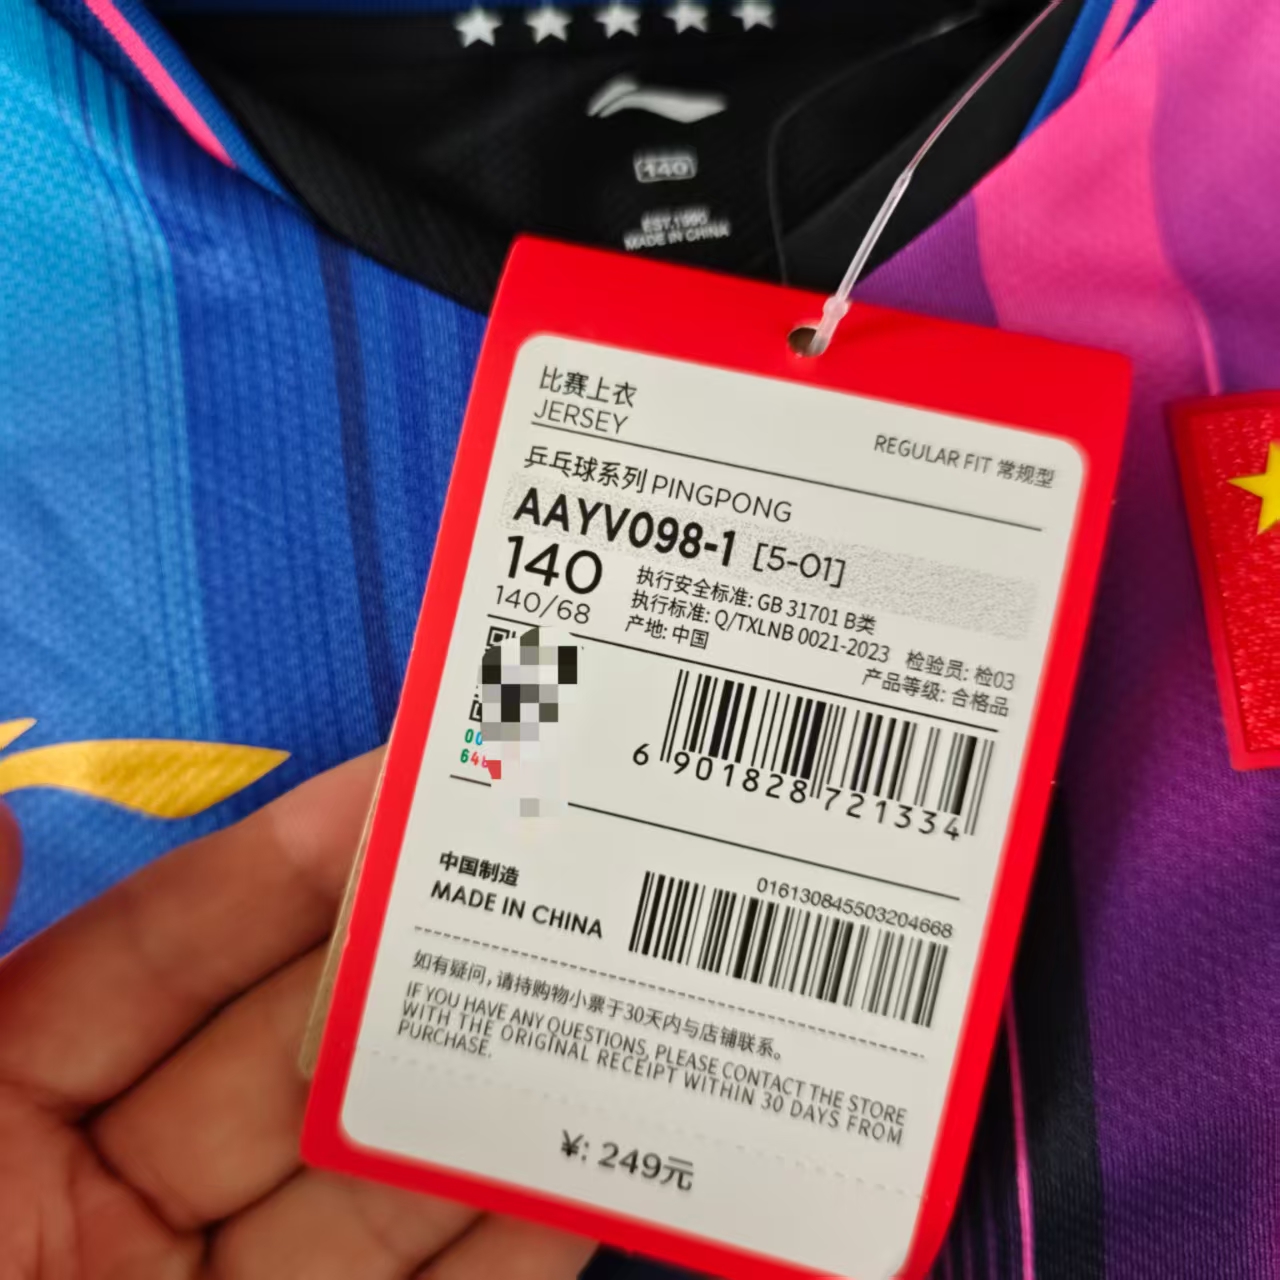 140
EST.1990
MADE IN CHINA
比赛上衣
JERSEY
REGULAR FIT 常规型
乒乓球系列 PINGPONG
AAYV098-1 [5-01]
140
140/68
执行安全标准: GB 31701 B类
执行标准: Q/TXLNB 0021-2023
检验员: 检03
产地: 中国
产品等级: 合格品
6 901828 721334
中国制造
MADE IN CHINA
016130845503204668
如有疑问，请持购物小票于30天内与店铺联系。
IF YOU HAVE ANY QUESTIONS, PLEASE CONTACT THE STORE
WITH THE ORIGINAL RECEIPT WITHIN 30 DAYS FROM
PURCHASE.
¥: 249元